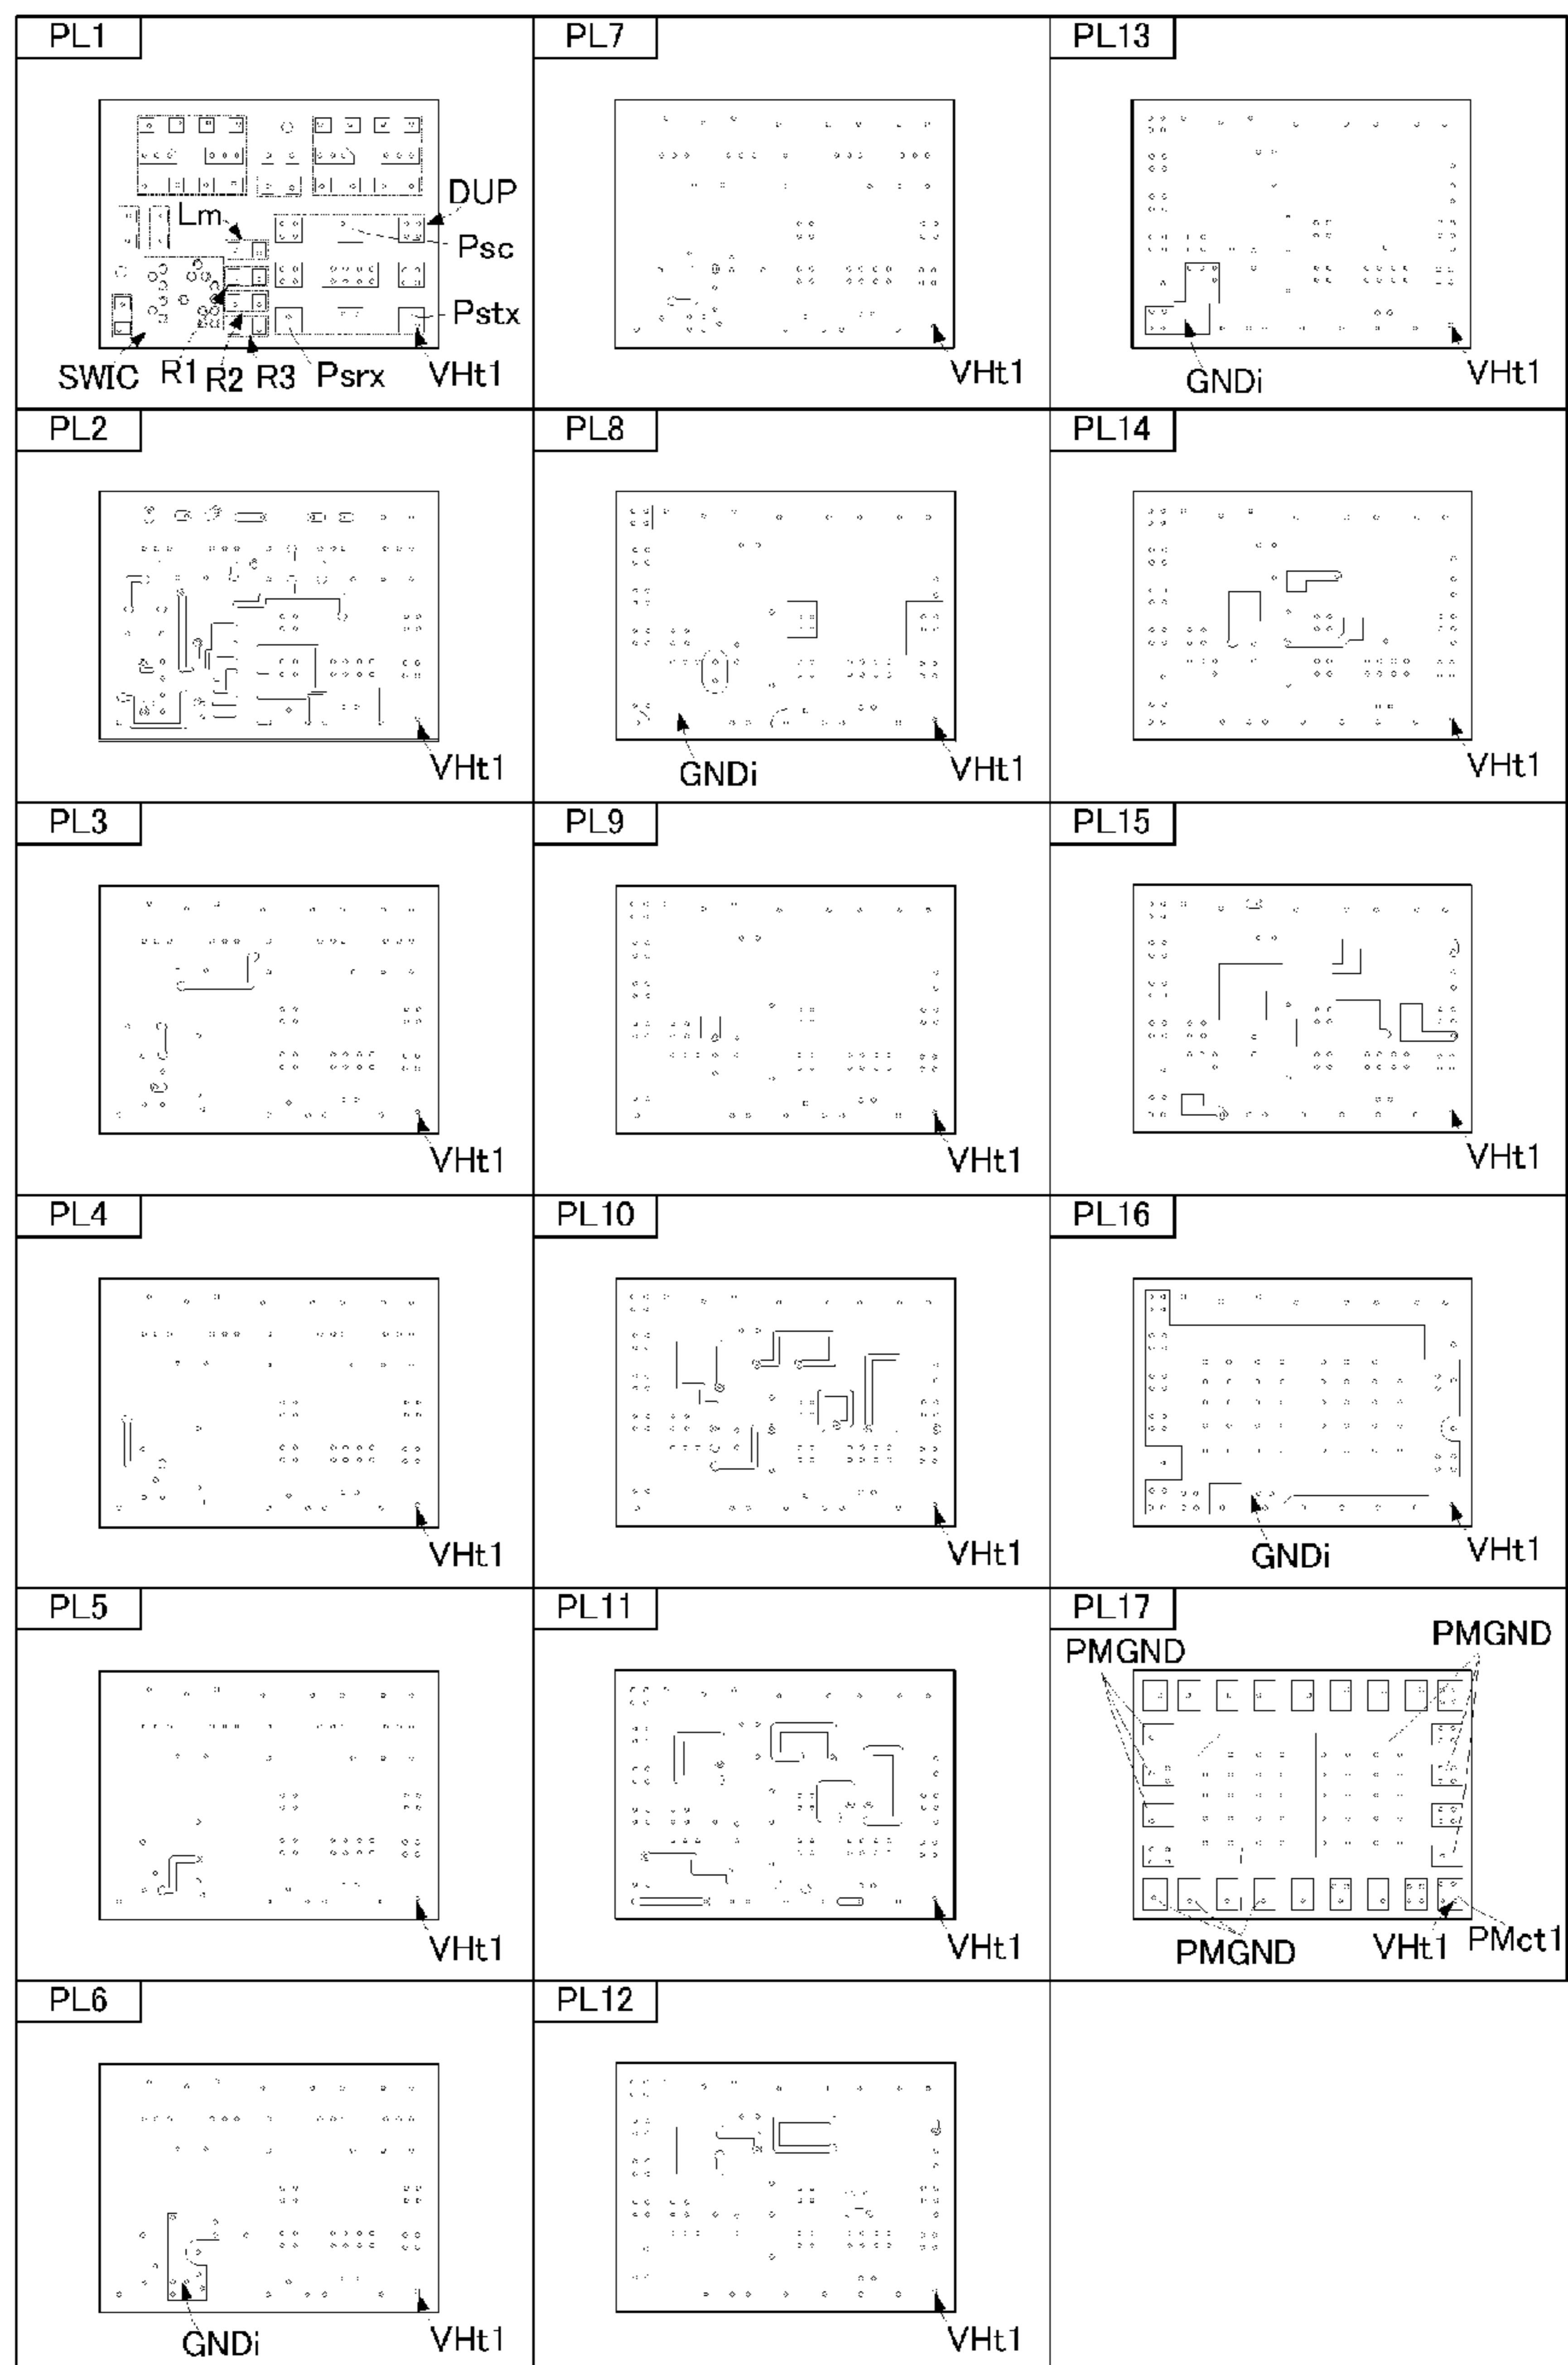 PL1
Lm
DUP
Psc
Pstx
SWIC R1 R2 R3 Psrx VHt1
PL2
VHt1
PL3
VHt1
PL4
VHt1
PL5
VHt1
PL6
GNDi
VHt1
PL7
VHt1
PL8
GNDi
VHt1
PL9
VHt1
PL10
VHt1
PL11
VHt1
PL12
VHt1
PL13
GNDi
VHt1
PL14
VHt1
PL15
VHt1
PL16
GNDi
VHt1
PL17
PMGND
PMGND
PMGND
VHt1
PMct1